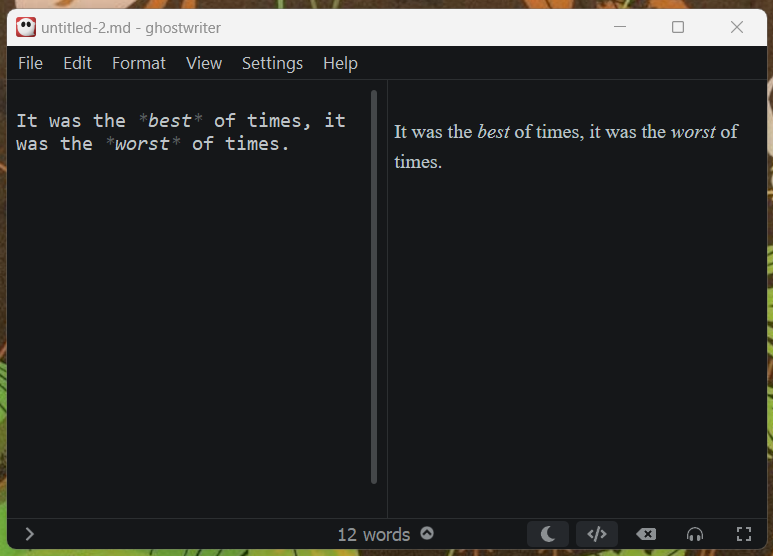 untitled-2.md - ghostwriter
File Edit Format View Settings Help
It was the *best* of times, it
was the *worst* of times.
It was the best of times, it was the worst of
times.
12 words